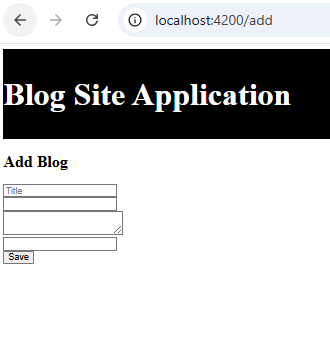 localhost:4200/add
Blog Site Application
Add Blog
Title
Save